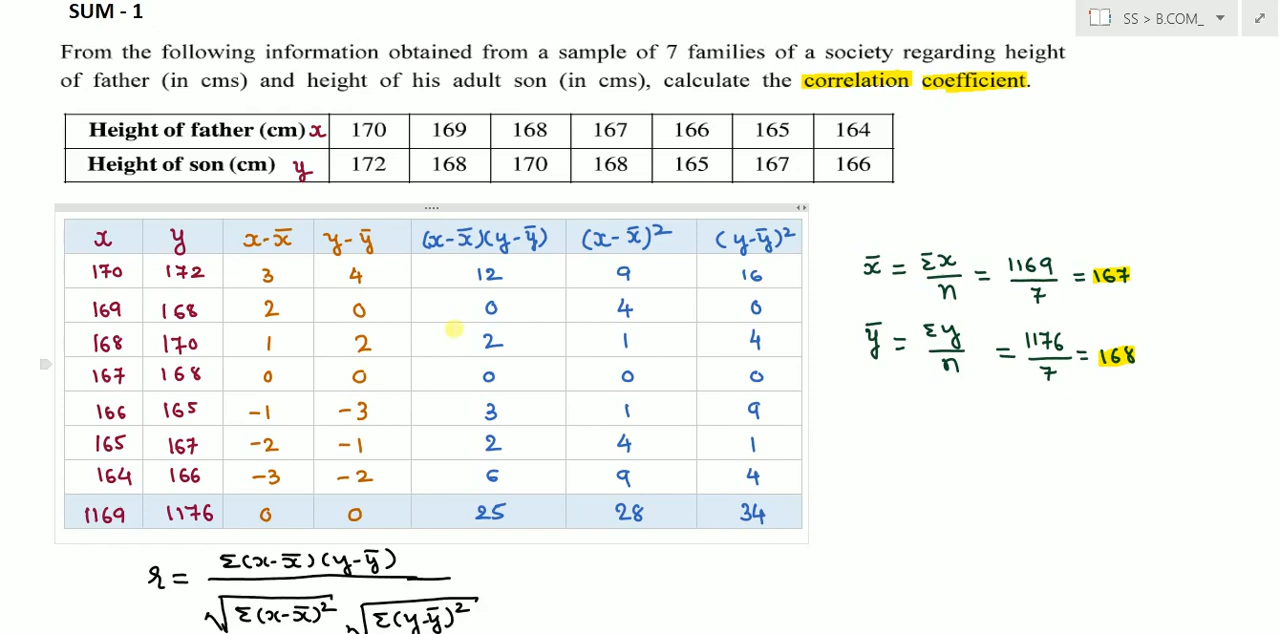 SUM - 1
SS > B.COM_
From the following information obtained from a sample of 7 families of a society regarding height
of father (in cms) and height of his adult son (in cms), calculate the correlation coefficient.
Height of father (cm) x 170 169 168 167 166 165 164
Height of son (cm) y 172 168 170 168 165 167 166
x y x-x̄ y-ȳ (x-x̄)(y-ȳ) (x-x̄)² (y-ȳ)²
170 172 3 4 12 9 16
169 168 2 0 0 4 0
168 170 1 2 2 1 4
167 168 0 0 0 0 0
166 165 -1 -3 3 1 9
165 167 -2 -1 2 4 1
164 166 -3 -2 6 9 4
1169 1176 0 0 25 28 34
x̄ = Σx/n = 1169/7 = 167
ȳ = Σy/n = 1176/7 = 168
r = Σ(x-x̄)(y-ȳ)
√Σ(x-x̄)² √Σ(y-ȳ)²